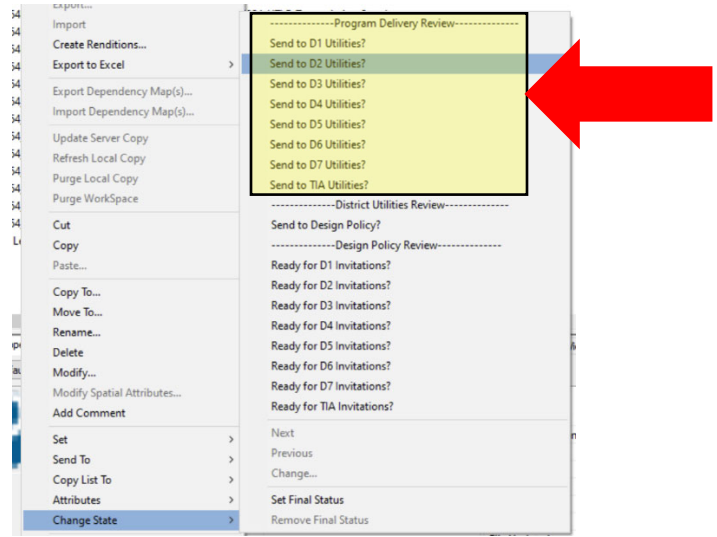 Export...
Import
Create Renditions...
Export to Excel
Export Dependency Map(s)...
Import Dependency Map(s)...
Update Server Copy
Refresh Local Copy
Purge Local Copy
Purge WorkSpace
Cut
Copy
Paste...
Copy To...
Move To...
Rename...
Delete
Modify...
Modify Spatial Attributes...
Add Comment
Set
Send To
Copy List To
Attributes
Change State
--------------Program Delivery Review--------------
Send to D1 Utilities?
Send to D2 Utilities?
Send to D3 Utilities?
Send to D4 Utilities?
Send to D5 Utilities?
Send to D6 Utilities?
Send to D7 Utilities?
Send to TIA Utilities?
--------------District Utilities Review--------------
Send to Design Policy?
--------------Design Policy Review--------------
Ready for D1 Invitations?
Ready for D2 Invitations?
Ready for D3 Invitations?
Ready for D4 Invitations?
Ready for D5 Invitations?
Ready for D6 Invitations?
Ready for D7 Invitations?
Ready for TIA Invitations?
Next
Previous
Change...
Set Final Status
Remove Final Status